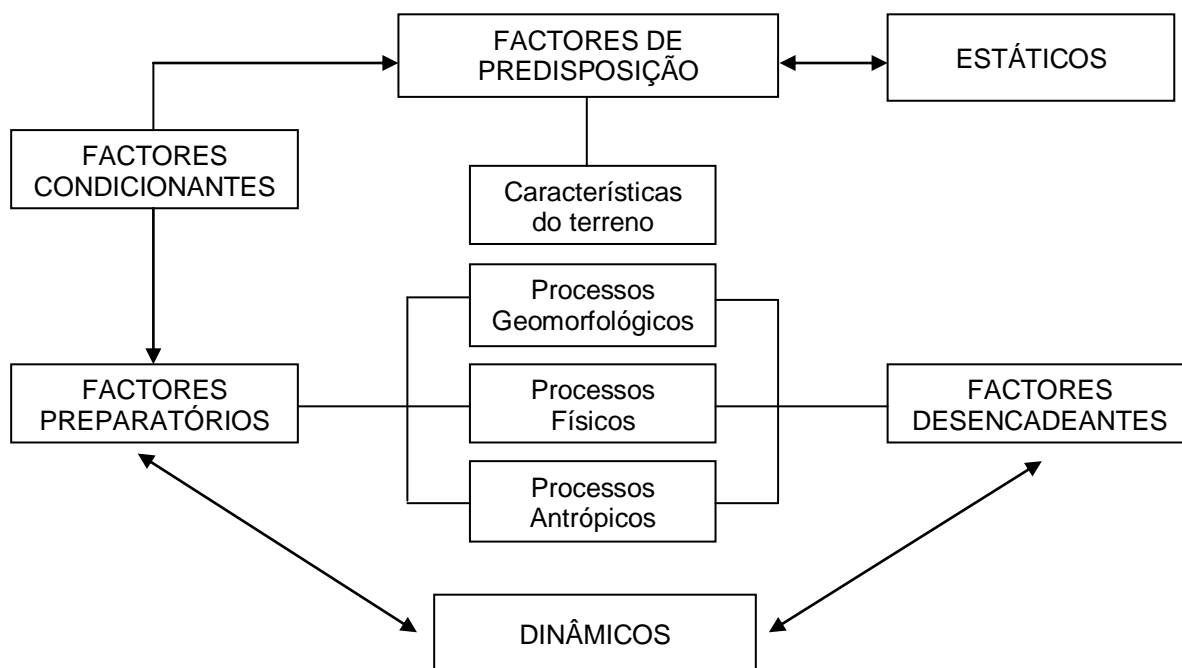 FACTORES DE
PREDISPOSIÇÃO
ESTÁTICOS
FACTORES
CONDICIONANTES
Características
do terreno
Processos
Geomorfológicos
FACTORES
PREPARATÓRIOS
Processos
Físicos
FACTORES
DESENCADEANTES
Processos
Antrópicos
DINÂMICOS